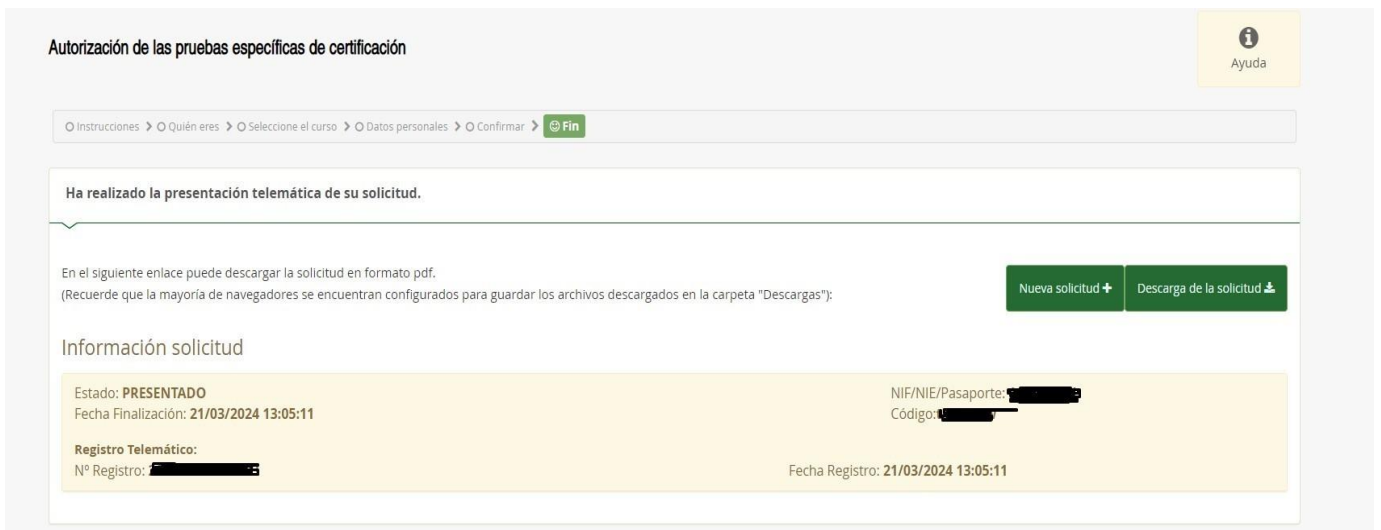 Autorización de las pruebas específicas de certificación
Ayuda
Instrucciones > Quién eres > Seleccione el curso > Datos personales > Confirmar > Fin
Ha realizado la presentación telemática de su solicitud.
En el siguiente enlace puede descargar la solicitud en formato pdf.
(Recuerde que la mayoría de navegadores se encuentran configurados para guardar los archivos descargados en la carpeta "Descargas"):
Nueva solicitud + Descarga de la solicitud
Información solicitud
Estado: PRESENTADO NIF/NIE/Pasaporte:
Fecha Finalización: 21/03/2024 13:05:11 Código:
Registro Telemático:
Nº Registro: Fecha Registro: 21/03/2024 13:05:11